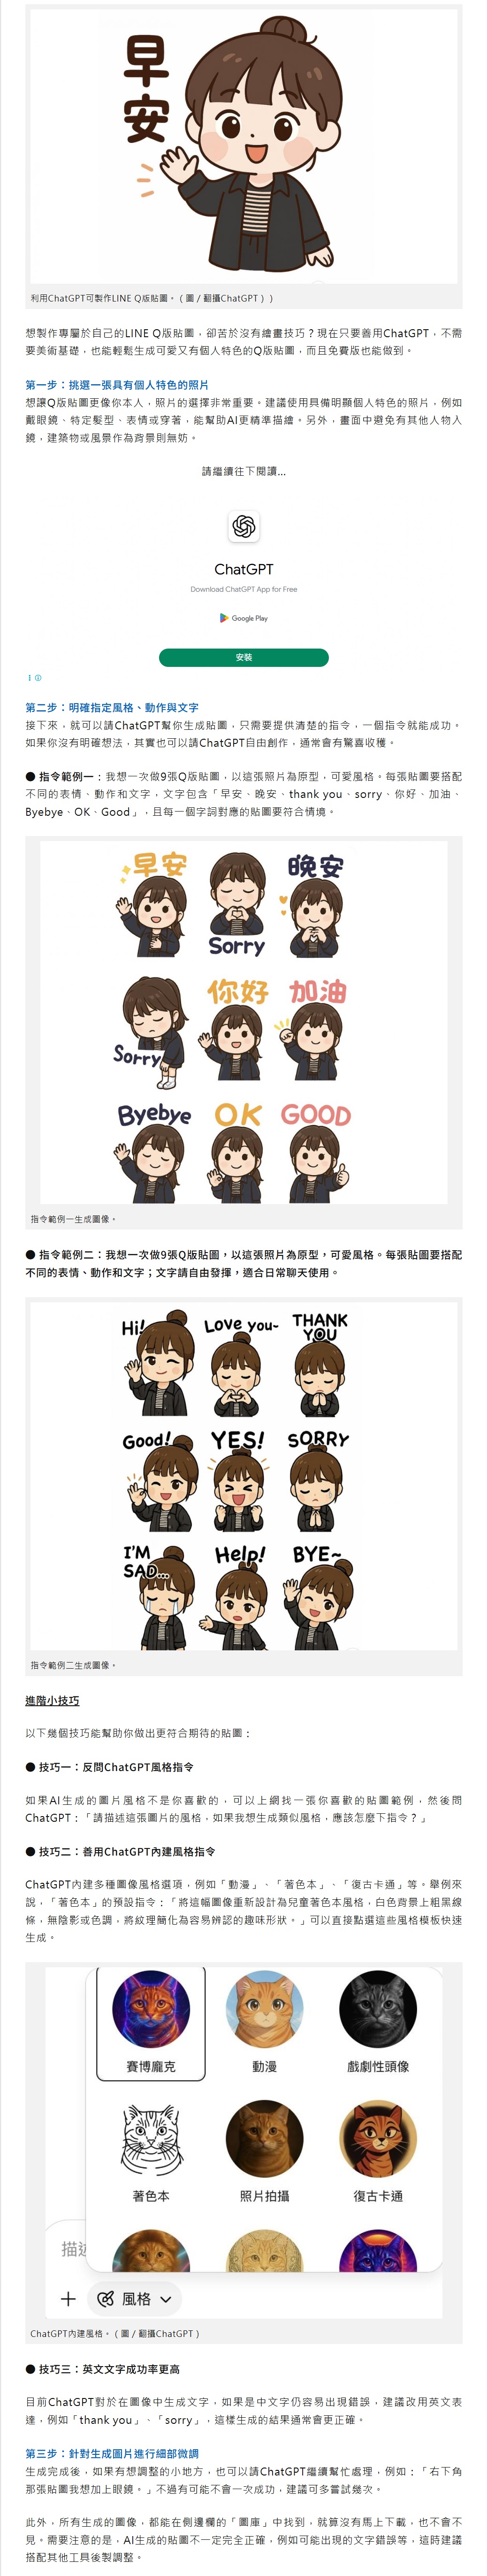 早安
利用ChatGPT可製作LINE Q版貼圖。(圖/翻攝ChatGPT))
想製作專屬於自己的LINE Q版貼圖,卻苦於沒有繪畫技巧?現在只要善用ChatGPT,不需
要美術基礎,也能輕鬆生成可愛又有個人特色的Q版貼圖,而且免費版也能做到。
第一步:挑選一張具有個人特色的照片
想讓Q版貼圖更像你本人,照片的選擇非常重要。建議使用具備明顯個人特色的照片,例如
戴眼鏡、特定髮型、表情或穿著,能幫助AI更精準描繪。另外,畫面中避免有其他人物入
鏡,建築物或風景作為背景則無妨。
請繼續往下閱讀...
ChatGPT
Download ChatGPT App for Free
Google Play
安裝
第二步:明確指定風格、動作與文字
接下來,就可以請ChatGPT幫你生成貼圖,只需要提供清楚的指令,一個指令就能成功。
如果你沒有明確想法,其實也可以請ChatGPT自由創作,通常會有驚喜收穫。
● 指令範例一:我想一次做9張Q版貼圖,以這張照片為原型,可愛風格。每張貼圖要搭配
不同的表情、動作和文字,文字包含「早安、晚安、thank you、sorry、你好、加油、
Byebye、OK、Good」,且每一個字詞對應的貼圖要符合情境。
早安
Sorry
晚安
Sorry
你好
加油
Byebye
OK
GOOD
指令範例一生成圖像。
● 指令範例二:我想一次做9張Q版貼圖,以這張照片為原型,可愛風格。每張貼圖要搭配
不同的表情、動作和文字;文字請自由發揮,適合日常聊天使用。
Hi!
Love you~
THANK
YOU
Good!
YES!
SORRY
I'M
SAD...
Help!
BYE~
指令範例二生成圖像。
進階小技巧
以下幾個技巧能幫助你做出更符合期待的貼圖:
● 技巧一:反問ChatGPT風格指令
如果AI生成的圖片風格不是你喜歡的,可以上網找一張你喜歡的貼圖範例,然後問
ChatGPT:「請描述這張圖片的風格,如果我想生成類似風格,應該怎麼下指令?」
● 技巧二:善用ChatGPT內建風格指令
ChatGPT內建多種圖像風格選項,例如「動漫」、「著色本」、「復古卡通」等。舉例來
說,「著色本」的預設指令:「將這幅圖像重新設計為兒童著色本風格,白色背景上粗黑線
條,無陰影或色調,將紋理簡化為容易辨認的趣味形狀。」可以直接點選這些風格模板快速
生成。
賽博龐克
動漫
戲劇性頭像
著色本
照片拍攝
復古卡通
描述
風格
ChatGPT內建風格。(圖/翻攝ChatGPT)
● 技巧三:英文文字成功率更高
目前ChatGPT對於在圖像中生成文字,如果是中文字仍容易出現錯誤,建議改用英文表
達,例如「thank you」、「sorry」,這樣生成的結果通常會更正確。
第三步:針對生成圖片進行細部微調
生成完成後,如果有想調整的小地方,也可以請ChatGPT繼續幫忙處理,例如:「右下角
那張貼圖我想加上眼鏡。」不過有可能不會一次成功,建議可多嘗試幾次。
此外,所有生成的圖像,都能在側邊欄的「圖庫」中找到,就算沒有馬上下載,也不會不
見。需要注意的是,AI生成的貼圖不一定完全正確,例如可能出現的文字錯誤等,這時建議
搭配其他工具後製調整。